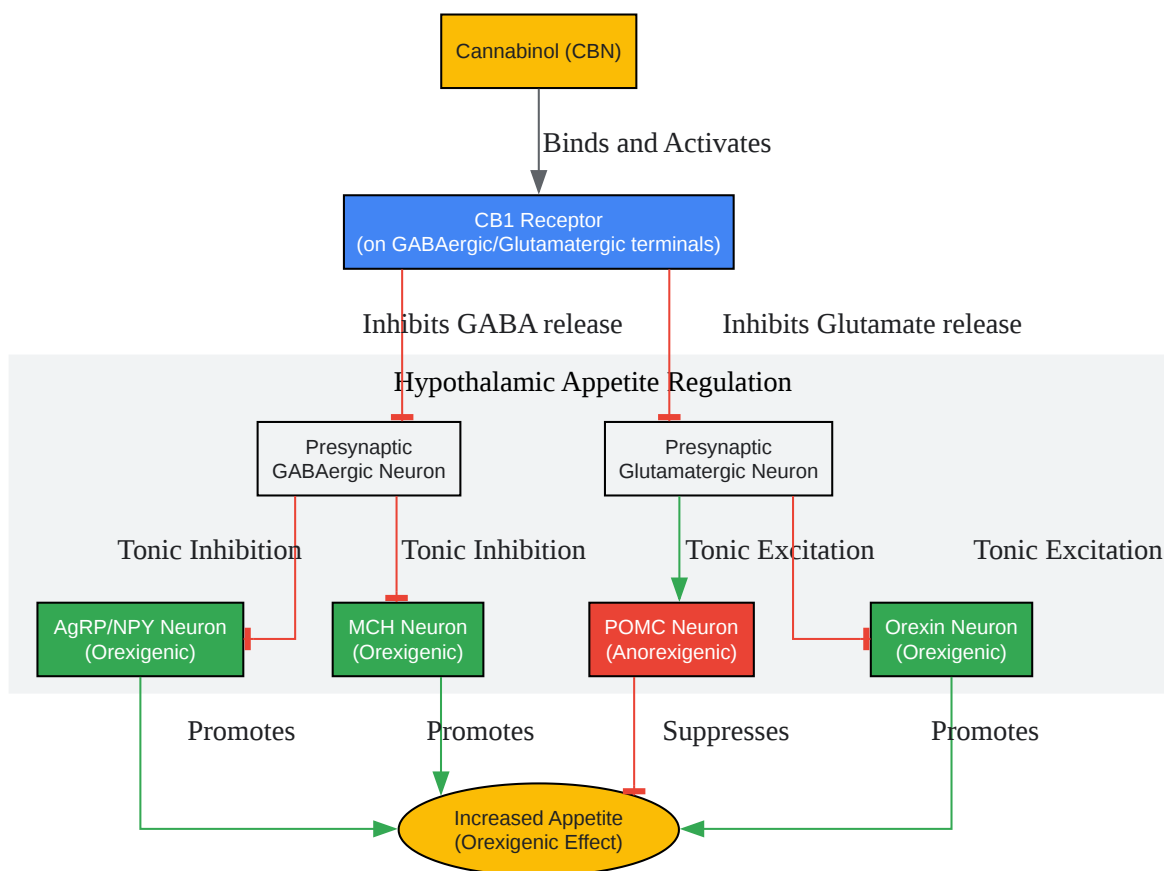 Cannabinol (CBN)
Binds and Activates
CB1 Receptor
(on GABAergic/Glutamatergic terminals)
Inhibits GABA release
Inhibits Glutamate release
Hypothalamic Appetite Regulation
Presynaptic
GABAergic Neuron
Presynaptic
Glutamatergic Neuron
Tonic Inhibition
Tonic Inhibition
Tonic Excitation
Tonic Excitation
AgRP/NPY Neuron
(Orexigenic)
MCH Neuron
(Orexigenic)
POMC Neuron
(Anorexigenic)
Orexin Neuron
(Orexigenic)
Promotes
Promotes
Suppresses
Promotes
Increased Appetite
(Orexigenic Effect)